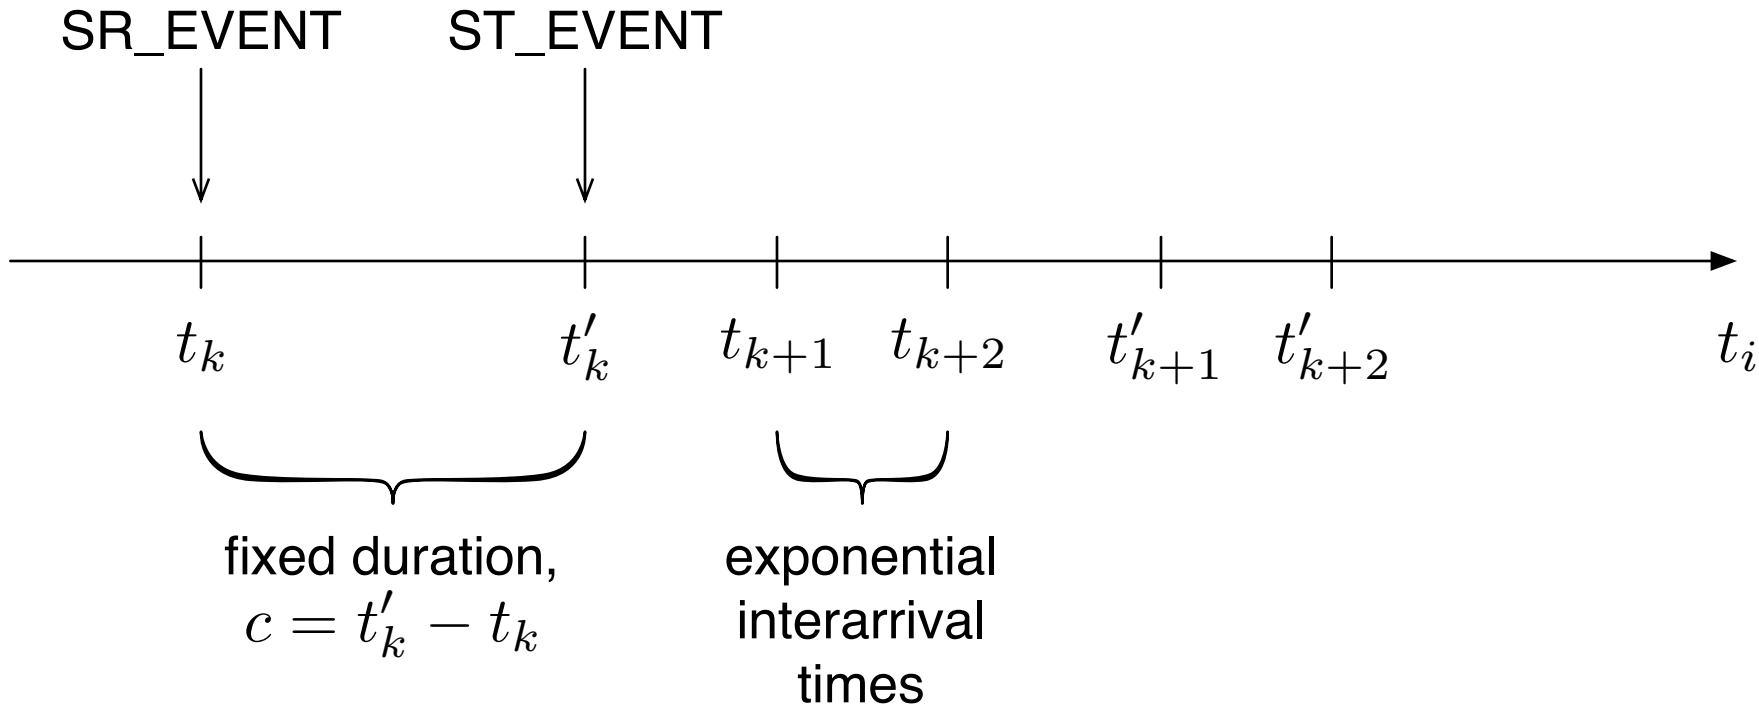 SR_EVENT ST_EVENT
t_k t'_k t_{k+1} t_{k+2} t'_{k+1} t'_{k+2} t_i
fixed duration,
c = t'_k − t_k
exponential
interarrival
times